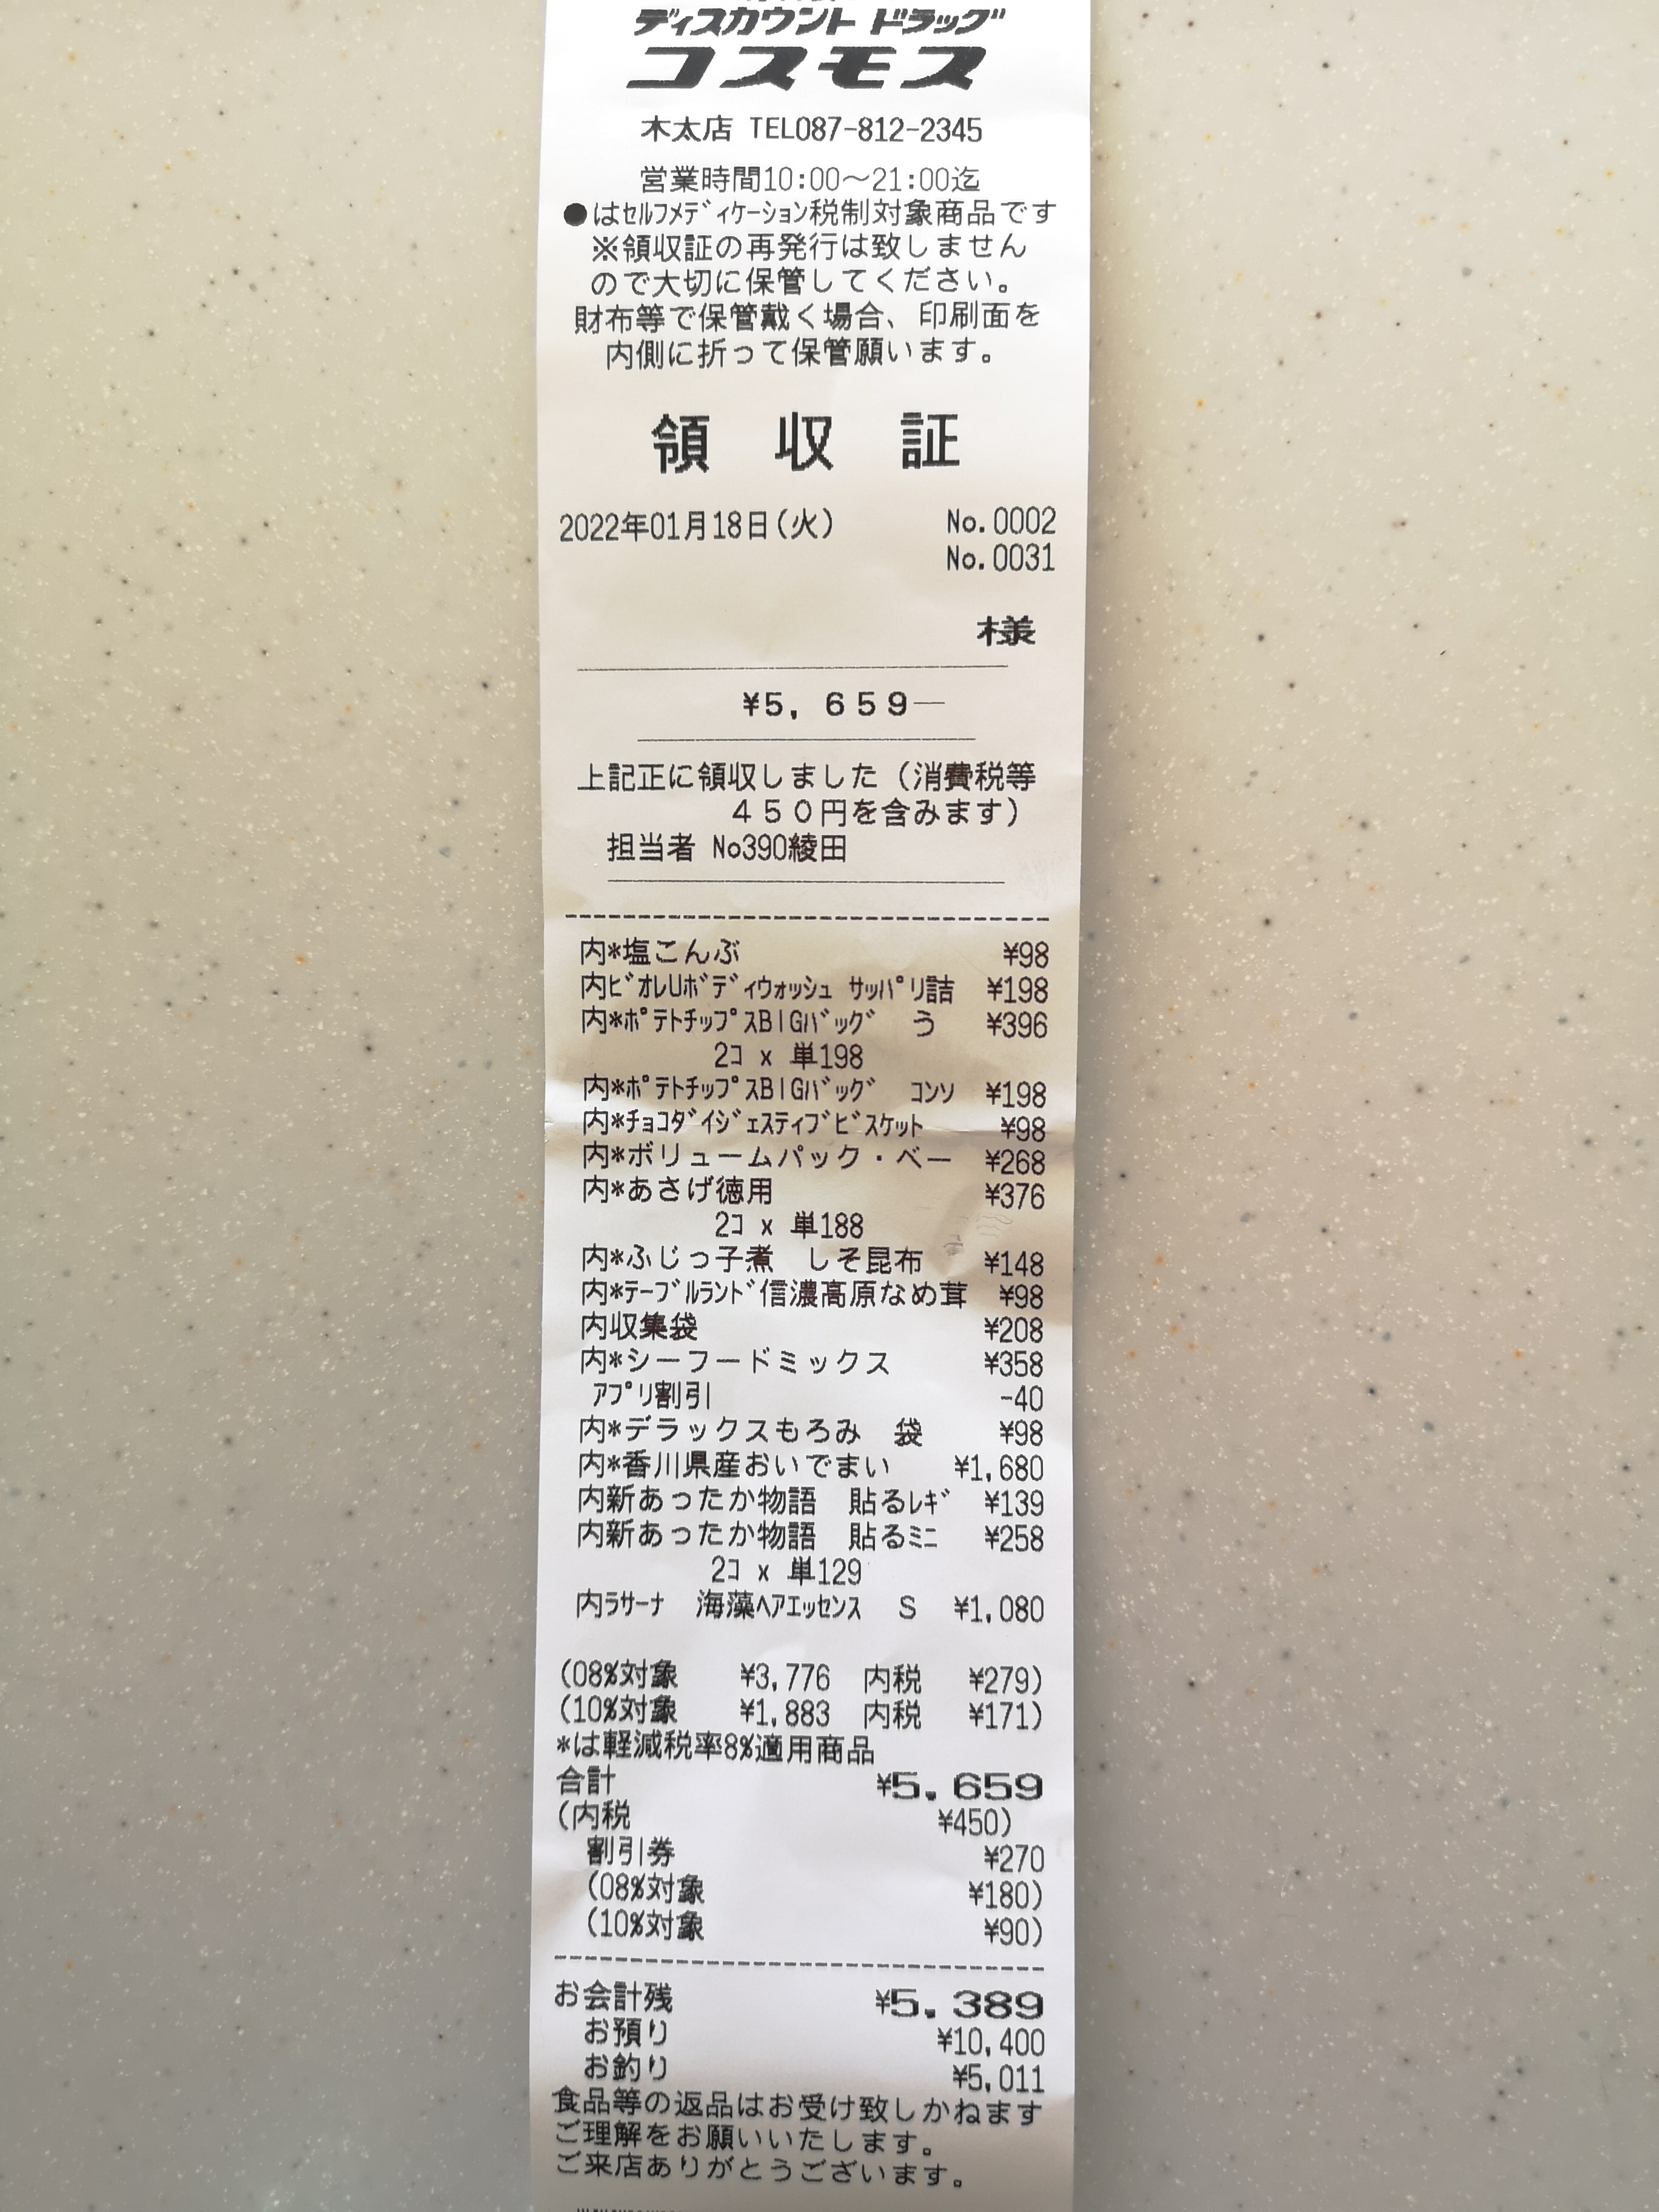 ディスカウント ドラッグ
コスモス
木太店 TEL087-812-2345
営業時間10:00～21:00迄
●はｾﾙﾌﾒﾃﾞｨｹｰｼｮﾝ税制対象商品です
※領収証の再発行は致しません
ので大切に保管してください。
財布等で保管戴く場合、印刷面を
内側に折って保管願います。
領 収 証
2022年01月18日(火) No.0002
No.0031
様
¥5, 659―
上記正に領収しました（消費税等
４５０円を含みます）
担当者 No390綾田
内*塩こんぶ ¥98
内ﾋﾞｵﾚUﾎﾞﾃﾞｨｳｫｯｼｭ ｻｯﾊﾟﾘ詰 ¥198
内*ﾎﾟﾃﾄﾁｯﾌﾟｽBIGﾊﾞｯｸﾞ う ¥396
2ｺ x 単198
内*ﾎﾟﾃﾄﾁｯﾌﾟｽBIGﾊﾞｯｸﾞ ｺﾝｿ ¥198
内*ﾁｮｺﾀﾞｲｼﾞｪｽﾃｨﾌﾞﾋﾞｽｹｯﾄ ¥98
内*ボリュームパック・ベー ¥268
内*あさげ徳用 ¥376
2ｺ x 単188
内*ふじっ子煮 しそ昆布 ¥148
内*ﾃｰﾌﾞﾙﾗﾝﾄﾞ信濃高原なめ茸 ¥98
内収集袋 ¥208
内*シーフードミックス ¥358
ｱﾌﾟﾘ割引 -40
内*デラックスもろみ 袋 ¥98
内*香川県産おいでまい ¥1,680
内新あったか物語 貼るﾚｷﾞ ¥139
内新あったか物語 貼るﾐﾆ ¥258
2ｺ x 単129
内ﾗｻｰﾅ 海藻ﾍｱｴｯｾﾝｽ S ¥1,080
(08%対象 ¥3,776 内税 ¥279)
(10%対象 ¥1,883 内税 ¥171)
*は軽減税率8%適用商品
合計 ¥5,659
(内税 ¥450)
割引券 ¥270
(08%対象 ¥180)
(10%対象 ¥90)
お会計残 ¥5,389
お預り ¥10,400
お釣り ¥5,011
食品等の返品はお受け致しかねます
ご理解をお願いいたします。
ご来店ありがとうございます。